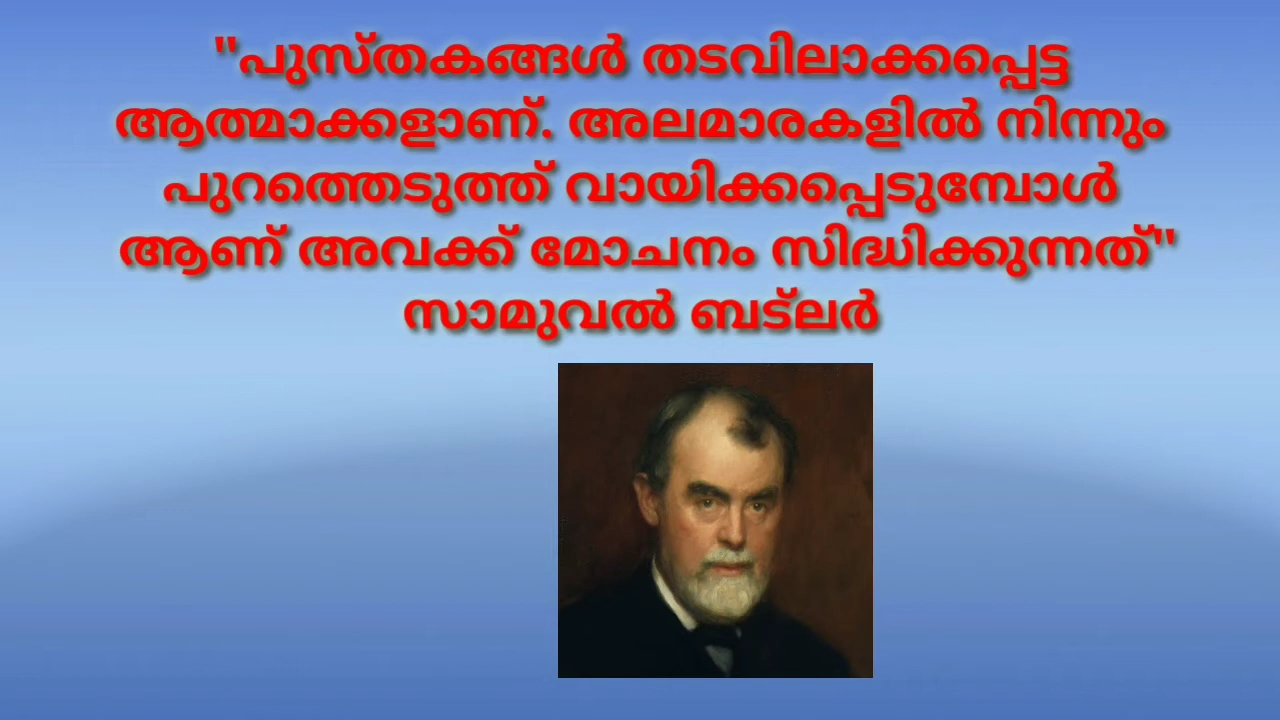 "പുസ്തകങ്ങൾ തടവിലാക്കപ്പെട്ട
ആത്മാക്കളാണ്. അലമാരകളിൽ നിന്നും
പുറത്തെടുത്ത് വായിക്കപ്പെടുമ്പോൾ
ആണ് അവക്ക് മോചനം സിദ്ധിക്കുന്നത്"
സാമുവൽ ബട്ലർ